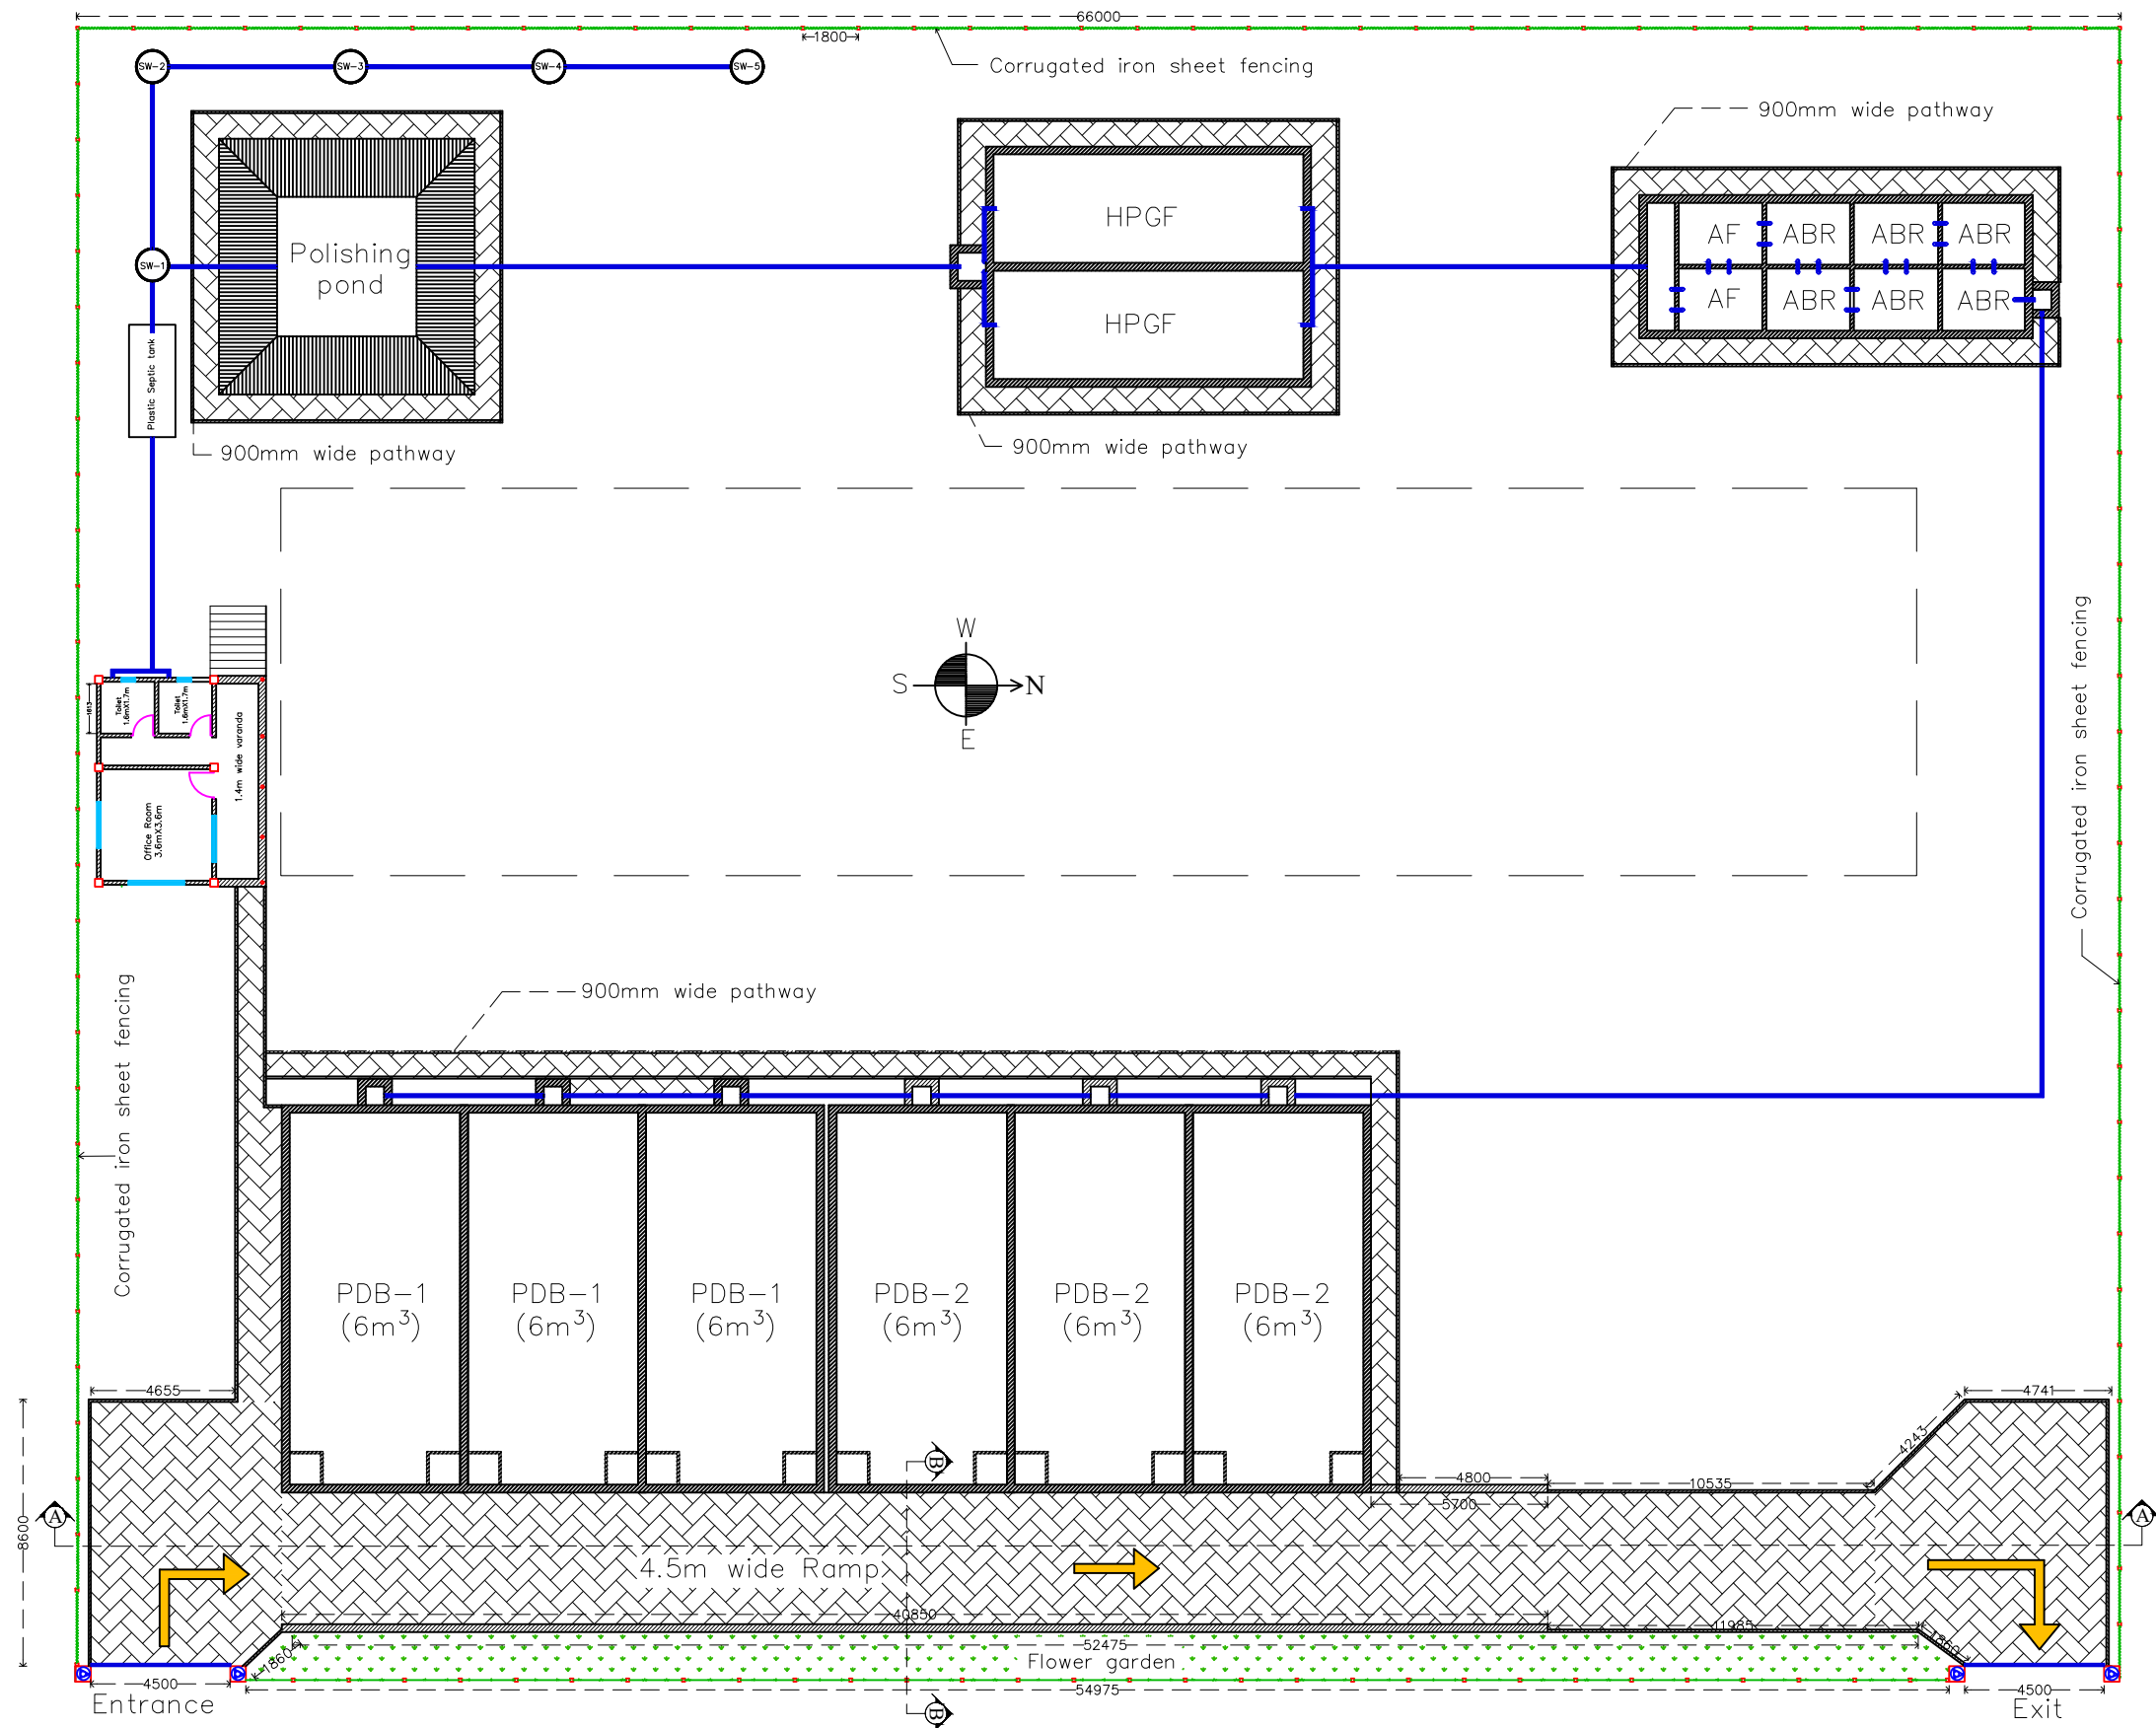 66000
1800
Corrugated iron sheet fencing
SW-2
SW-3
SW-4
SW-5
900mm wide pathway
Polishing
pond
HPGF
HPGF
AF
ABR
ABR
ABR
AF
ABR
ABR
ABR
SW-1
Plastic Septic tank
900mm wide pathway
900mm wide pathway
W
S
N
E
Toilet
1.6mX1.7m
Toilet
1.6mX1.7m
1613
1.4m wide varanda
Office Room
3.6mX3.6m
Corrugated iron sheet fencing
Corrugated iron sheet fencing
900mm wide pathway
PDB-1
(6m³)
PDB-1
(6m³)
PDB-1
(6m³)
PDB-2
(6m³)
PDB-2
(6m³)
PDB-2
(6m³)
4655
4741
4243
8600
B
4800
10535
5700
A
A
4.5m wide Ramp
40850
11985
52475
1860
1860
Flower garden
4500
54975
4500
Entrance
B
Exit